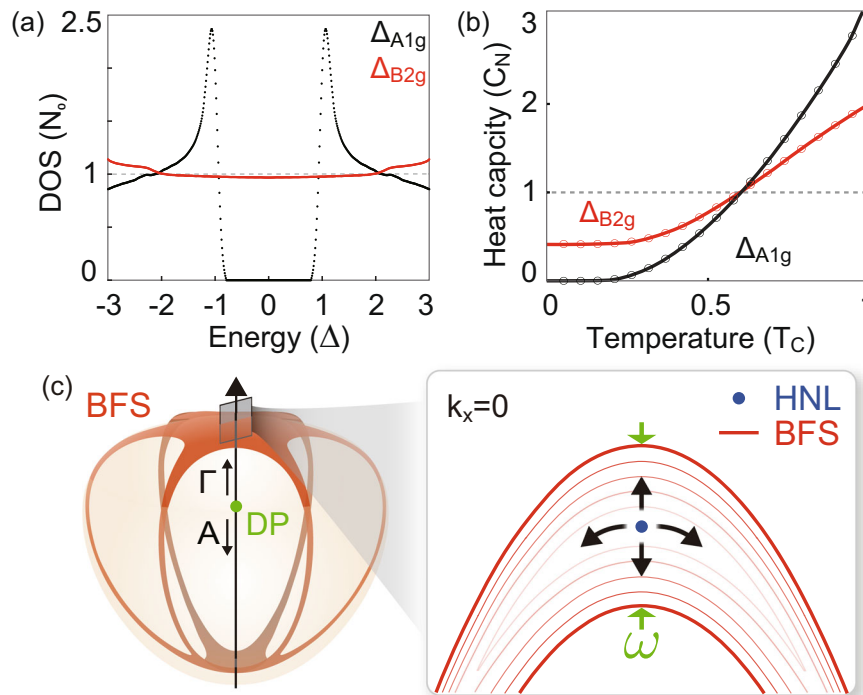 (a)
2.5
1
0
DOS (N₀)
Δ_A1g
Δ_B2g
-3
-2
-1
0
1
2
3
Energy (Δ)
(b)
3
2
1
0
Heat capcity (C_N)
Δ_B2g
Δ_A1g
0
0.5
1
Temperature (T_C)
(c)
BFS
Γ
DP
A
k_x=0
HNL
BFS
ω